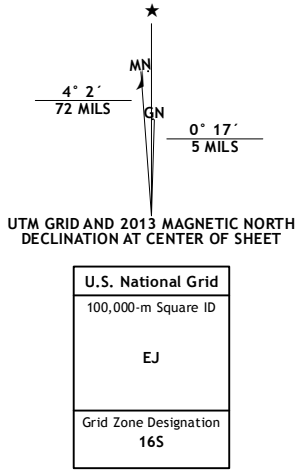 ★
MN
4° 2´
72 MILS
GN
0° 17´
5 MILS
UTM GRID AND 2013 MAGNETIC NORTH
DECLINATION AT CENTER OF SHEET
U.S. National Grid
100,000-m Square ID
EJ
Grid Zone Designation
16S